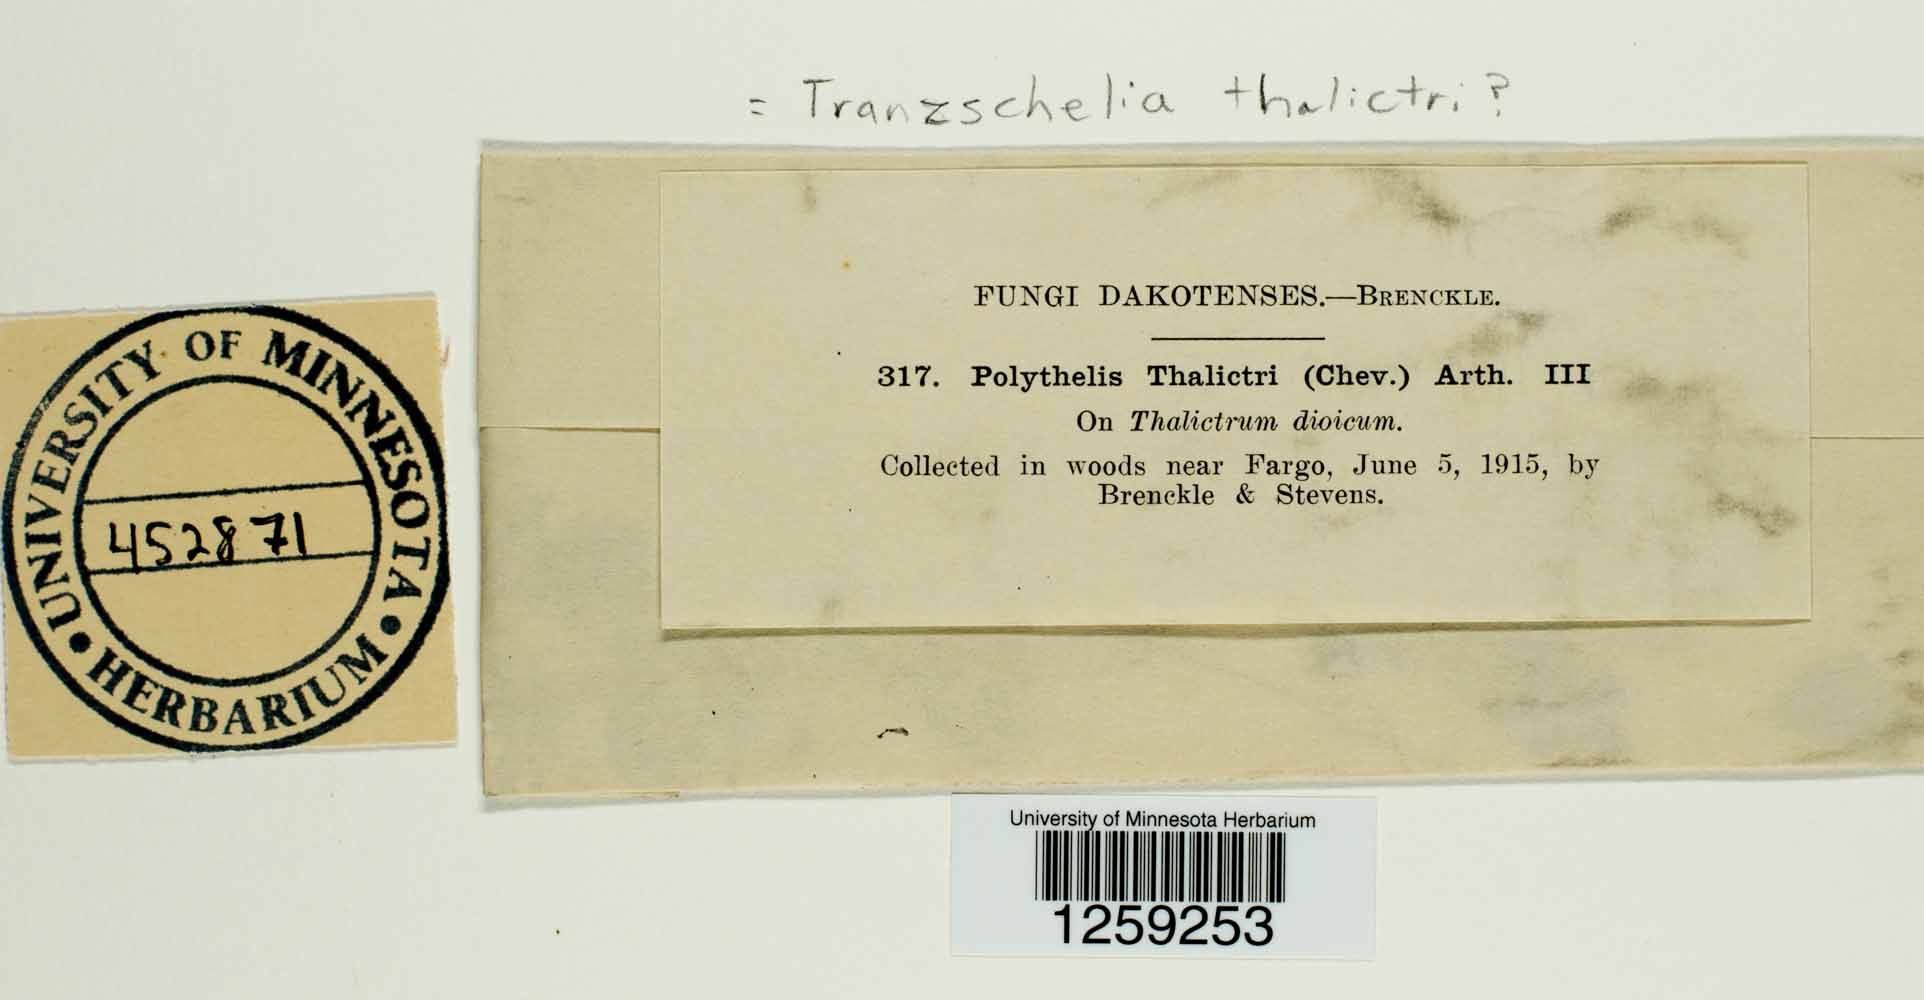 = Tranzschelia thalictri?
FUNGI DAKOTENSES.—BRENCKLE.
317. Polythelis Thalictri (Chev.) Arth. III
On Thalictrum dioicum.
Collected in woods near Fargo, June 5, 1915, by
Brenckle & Stevens.
UNIVERSITY OF MINNESOTA • HERBARIUM •
452871
University of Minnesota Herbarium
1259253